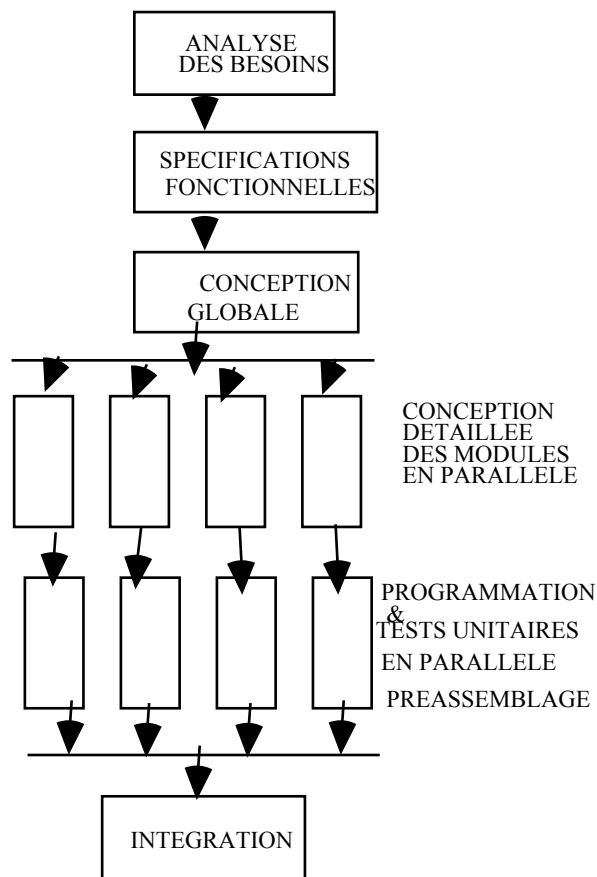 ANALYSE
DES BESOINS
SPECIFICATIONS
FONCTIONNELLES
CONCEPTION
GLOBALE
CONCEPTION
DETAILLEE
DES MODULES
EN PARALLELE
PROGRAMMATION
&
TESTS UNITAIRES
EN PARALLELE
PREASSEMBLAGE
INTEGRATION